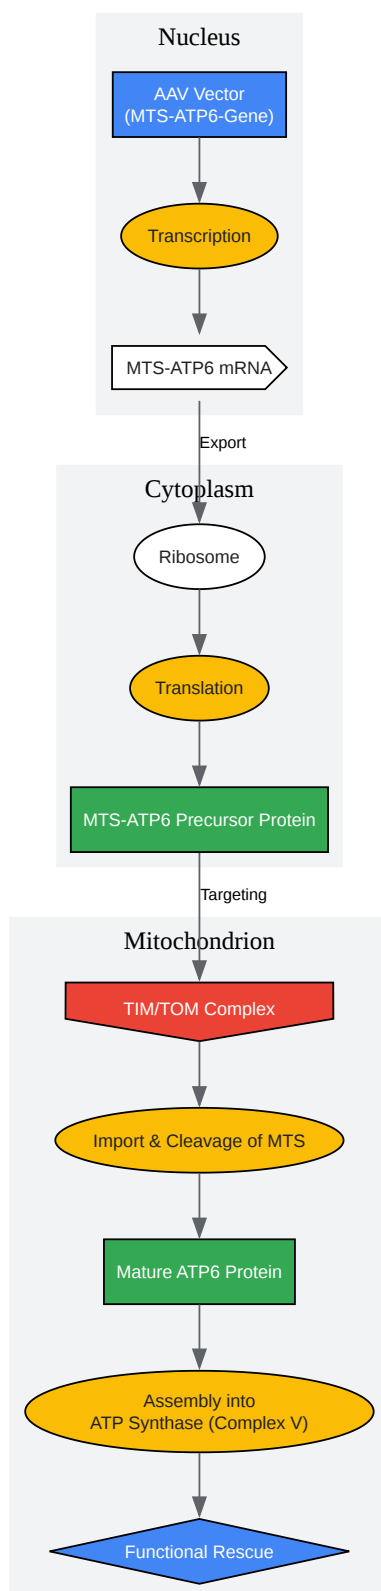 Nucleus
AAV Vector
(MTS-ATP6-Gene)
Transcription
MTS-ATP6 mRNA
Export
Cytoplasm
Ribosome
Translation
MTS-ATP6 Precursor Protein
Targeting
Mitochondrion
TIM/TOM Complex
Import & Cleavage of MTS
Mature ATP6 Protein
Assembly into
ATP Synthase (Complex V)
Functional Rescue